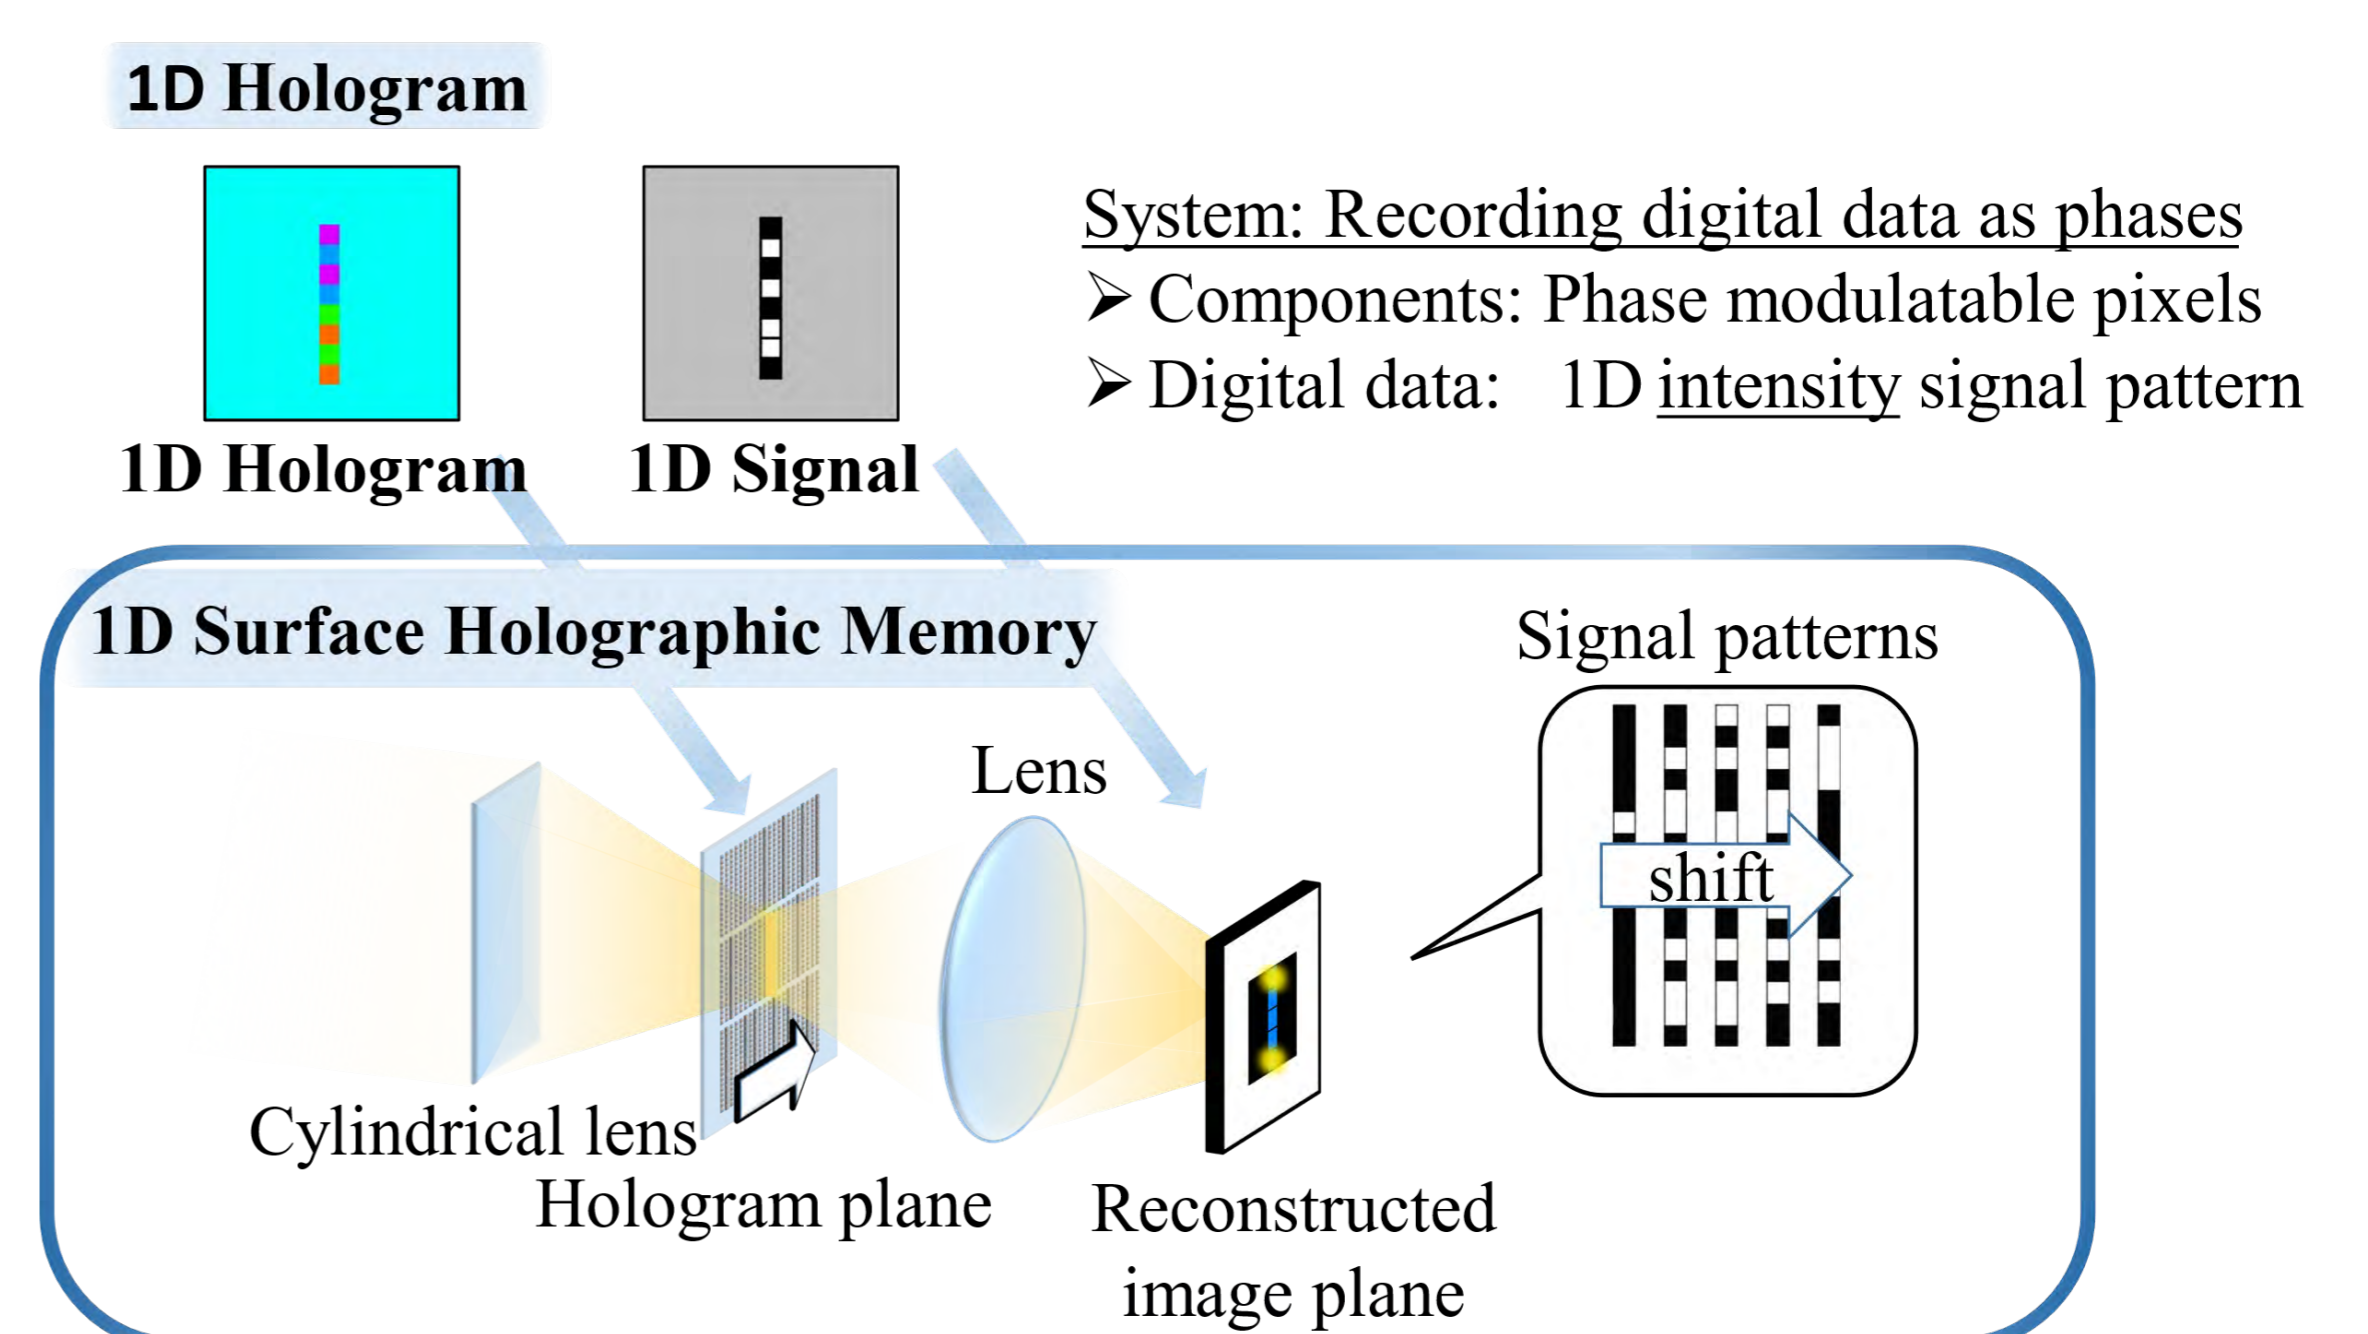 1D Hologram
1D Hologram
1D Signal
System: Recording digital data as phases
➢ Components: Phase modulatable pixels
➢ Digital data: 1D intensity signal pattern
1D Surface Holographic Memory
Signal patterns
shift
Lens
Cylindrical lens
Hologram plane
Reconstructed
image plane